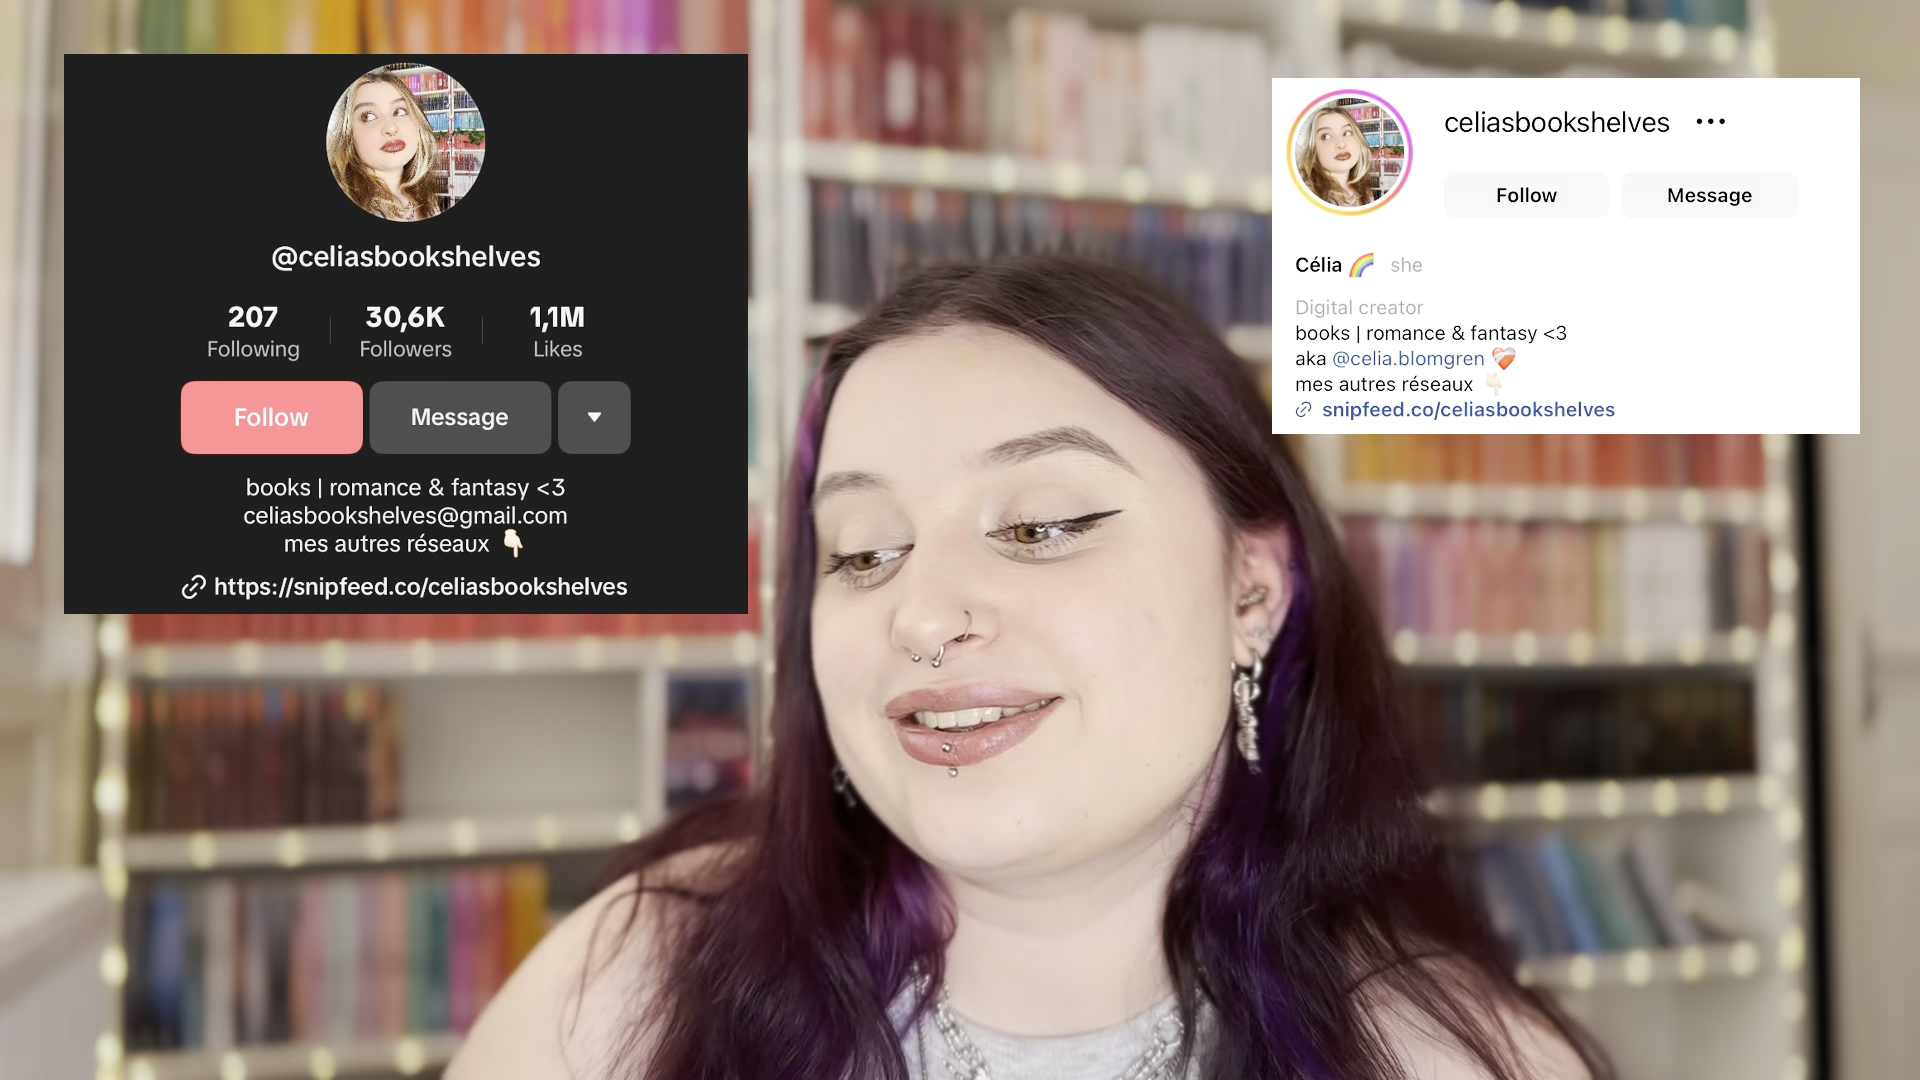 @celiasbookshelves
207
30,6K
1,1M
Following
Followers
Likes
Follow
Message
books | romance & fantasy <3
celiasbookshelves@gmail.com
mes autres réseaux 👇🏻
https://snipfeed.co/celiasbookshelves
celiasbookshelves
Follow
Message
Célia 🌈 she
Digital creator
books | romance & fantasy <3
aka @celia.blomgren ❤️‍🩹
mes autres réseaux 👇🏻
snipfeed.co/celiasbookshelves